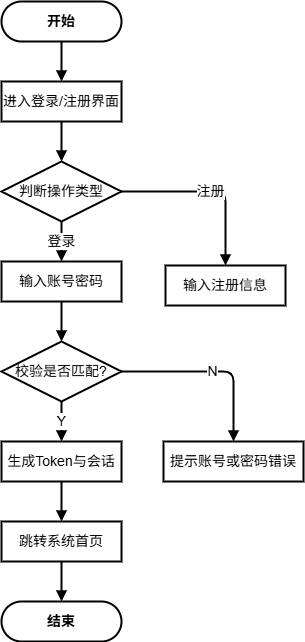 开始
进入登录/注册界面
判断操作类型
注册
登录
输入账号密码
输入注册信息
校验是否匹配?
N
Y
生成Token与会话
提示账号或密码错误
跳转系统首页
结束